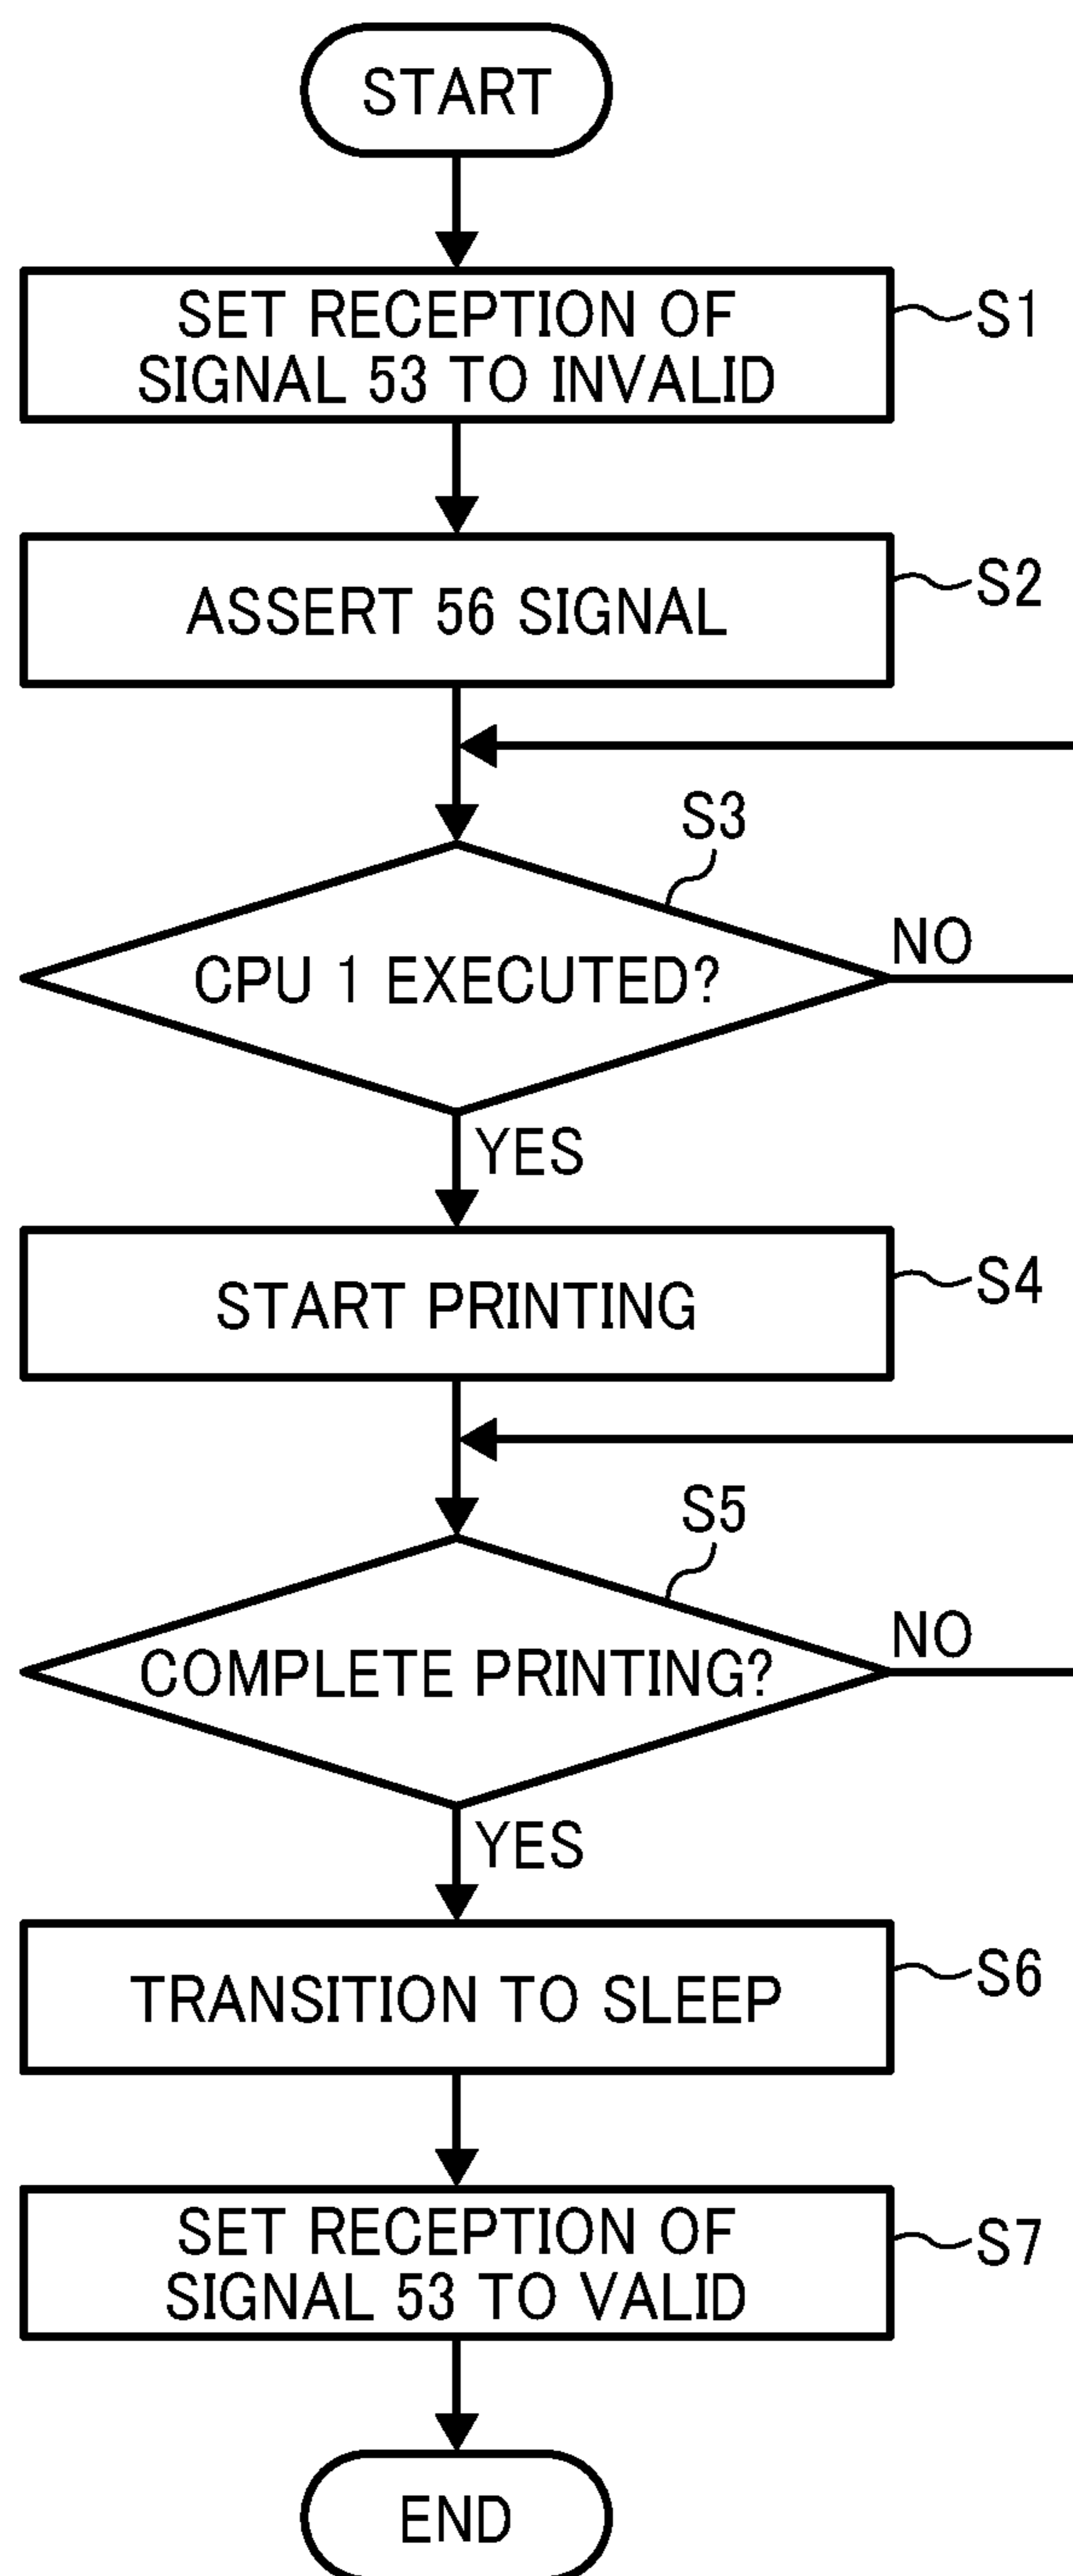 START
SET RECEPTION OF
SIGNAL 53 TO INVALID
S1
ASSERT 56 SIGNAL
S2
S3
CPU 1 EXECUTED?
NO
YES
START PRINTING
S4
S5
COMPLETE PRINTING?
NO
YES
TRANSITION TO SLEEP
S6
SET RECEPTION OF
SIGNAL 53 TO VALID
S7
END